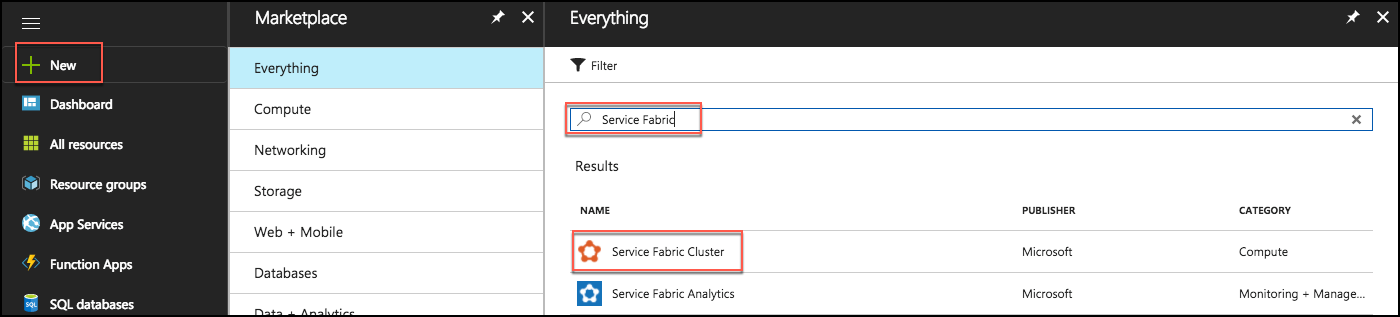 New
Dashboard
All resources
Resource groups
App Services
Function Apps
SQL databases
Marketplace
Everything
Compute
Networking
Storage
Web + Mobile
Databases
Data + Analytics
Everything
Filter
Service Fabric
Results
NAME PUBLISHER CATEGORY
Service Fabric Cluster Microsoft Compute
Service Fabric Analytics Microsoft Monitoring + Manage...